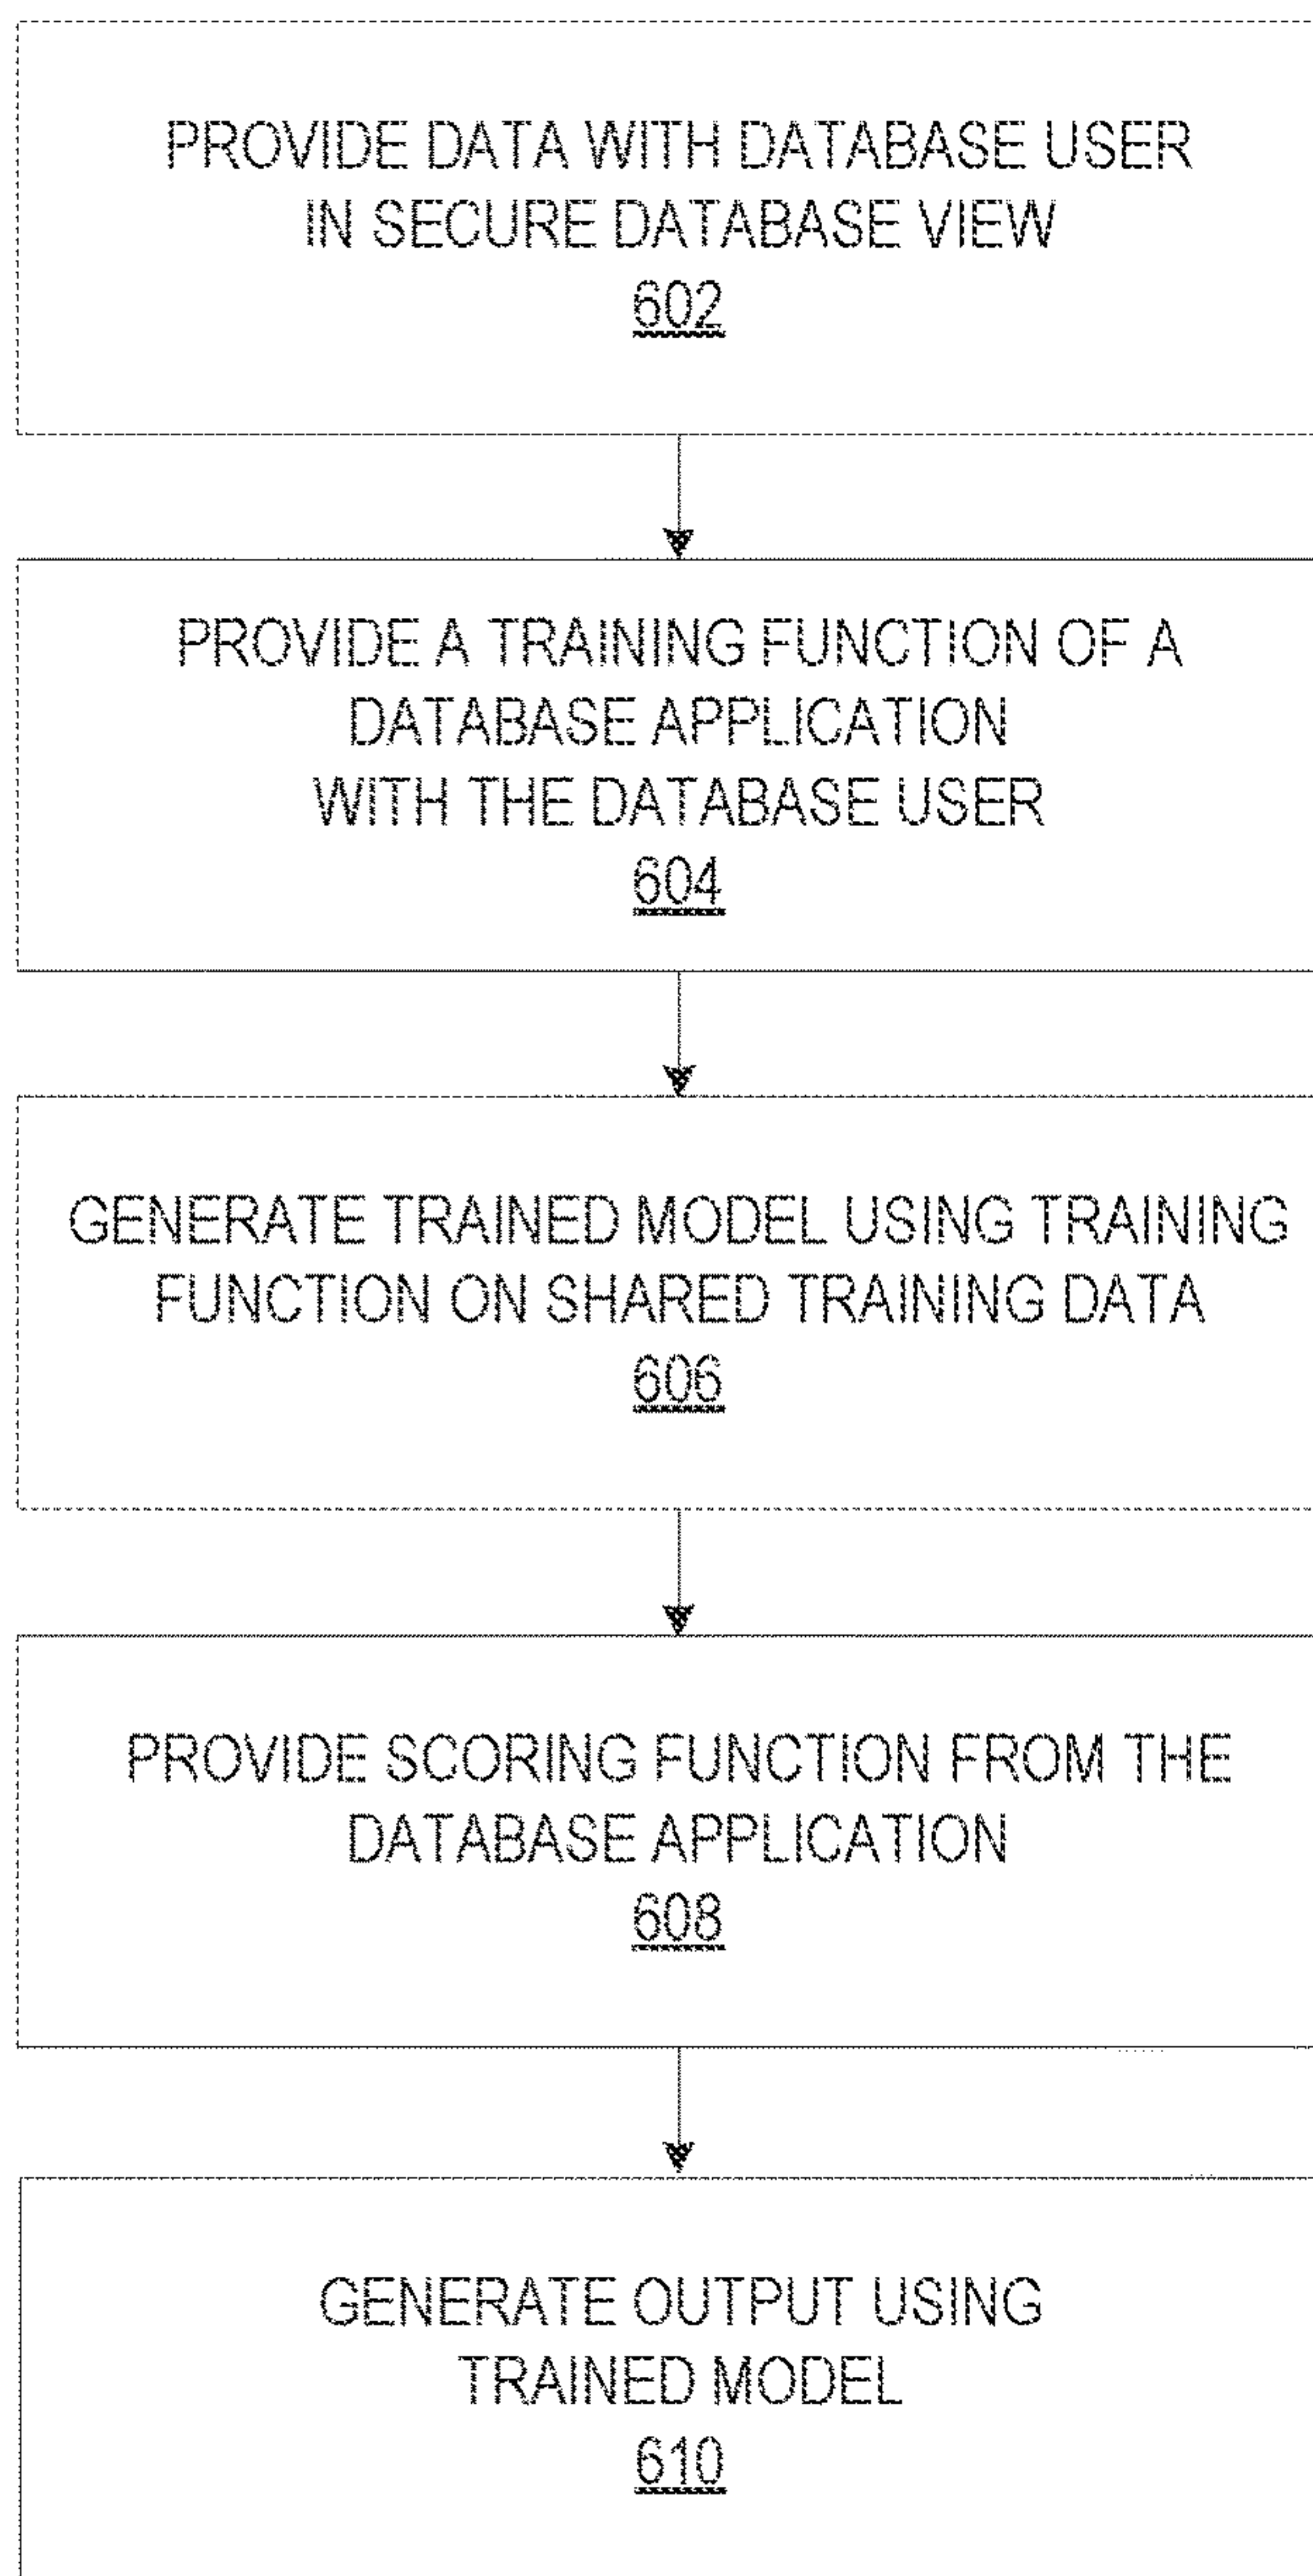 PROVIDE DATA WITH DATABASE USER
IN SECURE DATABASE VIEW
602
PROVIDE A TRAINING FUNCTION OF A
DATABASE APPLICATION
WITH THE DATABASE USER
604
GENERATE TRAINED MODEL USING TRAINING
FUNCTION ON SHARED TRAINING DATA
606
PROVIDE SCORING FUNCTION FROM THE
DATABASE APPLICATION
608
GENERATE OUTPUT USING
TRAINED MODEL
610